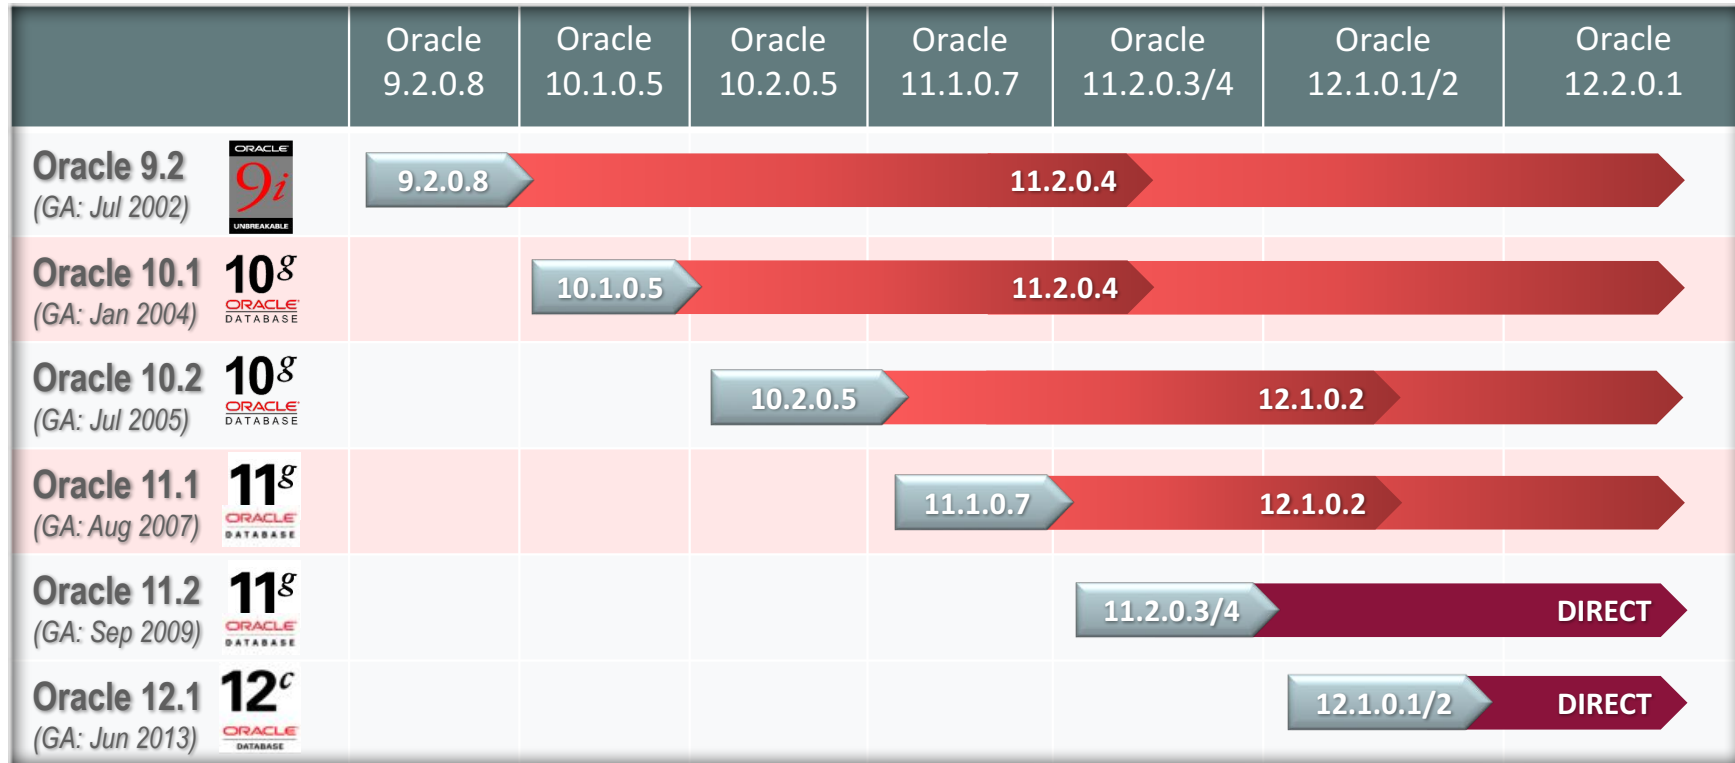 Oracle
9.2.0.8
Oracle
10.1.0.5
Oracle
10.2.0.5
Oracle
11.1.0.7
Oracle
11.2.0.3/4
Oracle
12.1.0.1/2
Oracle
12.2.0.1
Oracle 9.2
(GA: Jul 2002)
ORACLE
9i
UNBREAKABLE
9.2.0.8
11.2.0.4
Oracle 10.1
(GA: Jan 2004)
10g
ORACLE
DATABASE
10.1.0.5
11.2.0.4
Oracle 10.2
(GA: Jul 2005)
10g
ORACLE
DATABASE
10.2.0.5
12.1.0.2
Oracle 11.1
(GA: Aug 2007)
11g
ORACLE
DATABASE
11.1.0.7
12.1.0.2
Oracle 11.2
(GA: Sep 2009)
11g
ORACLE
DATABASE
11.2.0.3/4
DIRECT
Oracle 12.1
(GA: Jun 2013)
12c
ORACLE
DATABASE
12.1.0.1/2
DIRECT